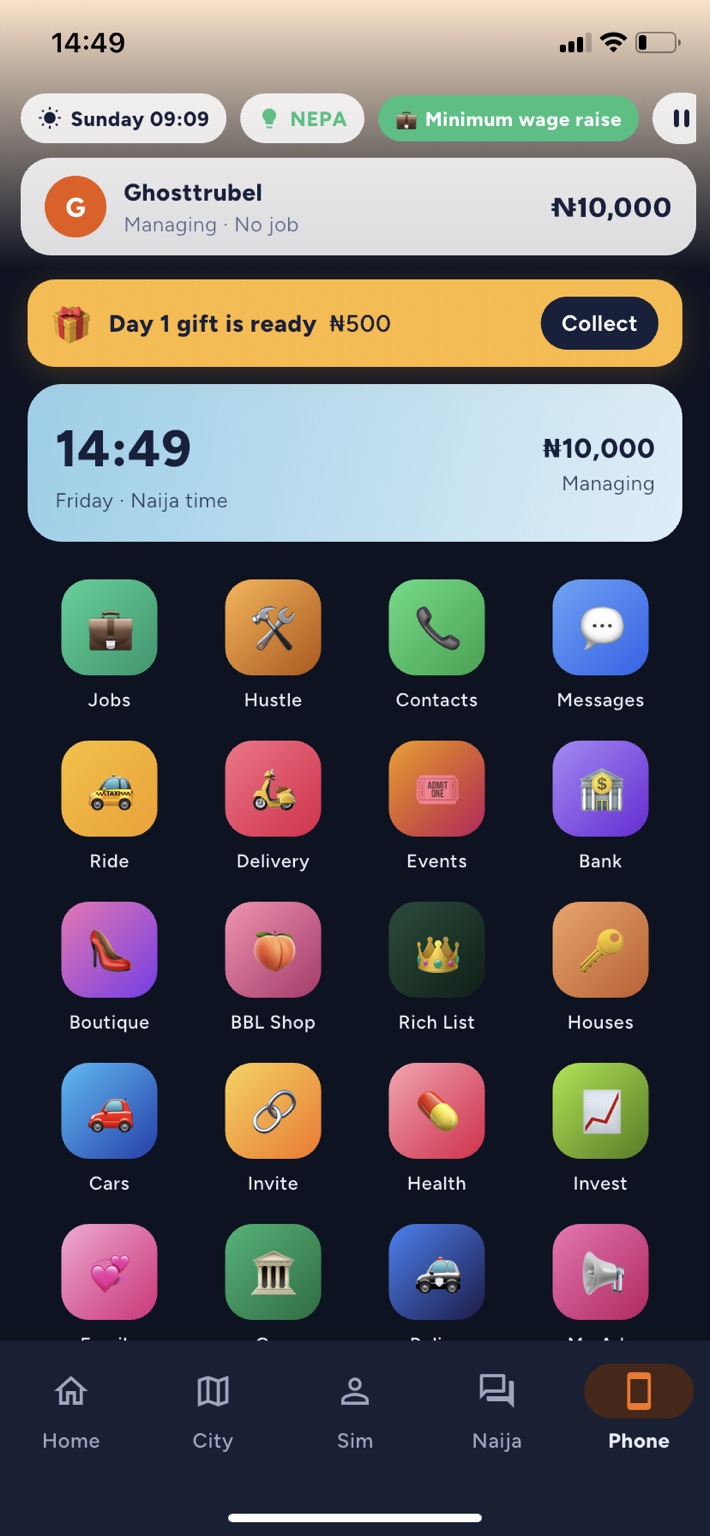 14:49
Sunday 09:09
NEPA
Minimum wage raise
G
Ghosttrubel
Managing · No job
₦10,000
Day 1 gift is ready ₦500
Collect
14:49
Friday · Naija time
₦10,000
Managing
Jobs
Hustle
Contacts
Messages
TAXI
ADMIT
ONE
Ride
Delivery
Events
Bank
Boutique
BBL Shop
Rich List
Houses
Cars
Invite
Health
Invest
Home
City
Sim
Naija
Phone